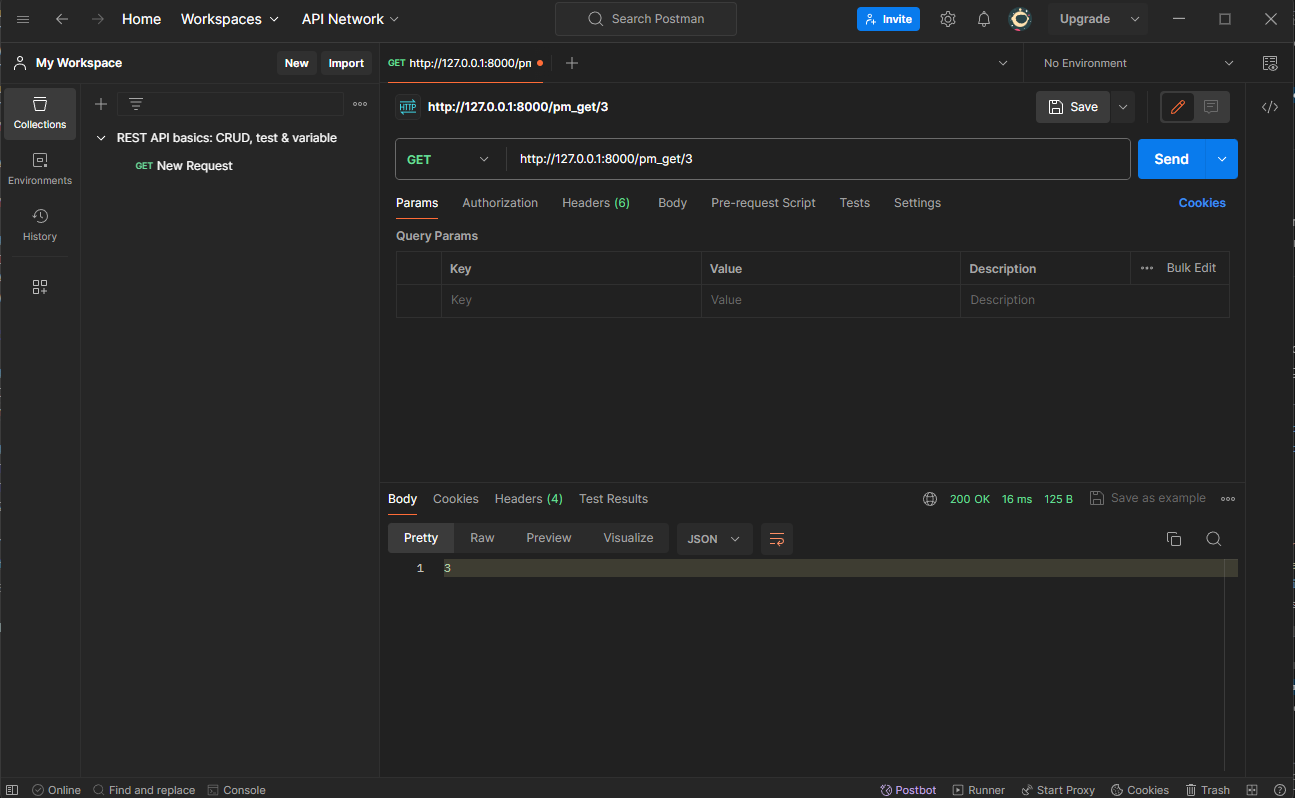 Home Workspaces API Network Search Postman Invite Upgrade
My Workspace New Import GET http://127.0.0.1:8000/pm No Environment
Collections
Environments
History
REST API basics: CRUD, test & variable
GET New Request
HTTP http://127.0.0.1:8000/pm_get/3 Save
GET http://127.0.0.1:8000/pm_get/3 Send
Params Authorization Headers (6) Body Pre-request Script Tests Settings Cookies
Query Params
Key Value Description Bulk Edit
Key Value Description
Body Cookies Headers (4) Test Results 200 OK 16 ms 125 B Save as example
Pretty Raw Preview Visualize JSON
1 3
Online Find and replace Console Postbot Runner Start Proxy Cookies Trash